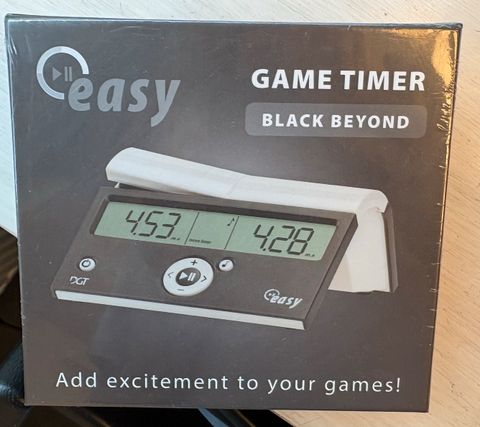 easy
GAME TIMER
BLACK BEYOND
4.53
4.28
DGT
easy
Add excitement to your games!